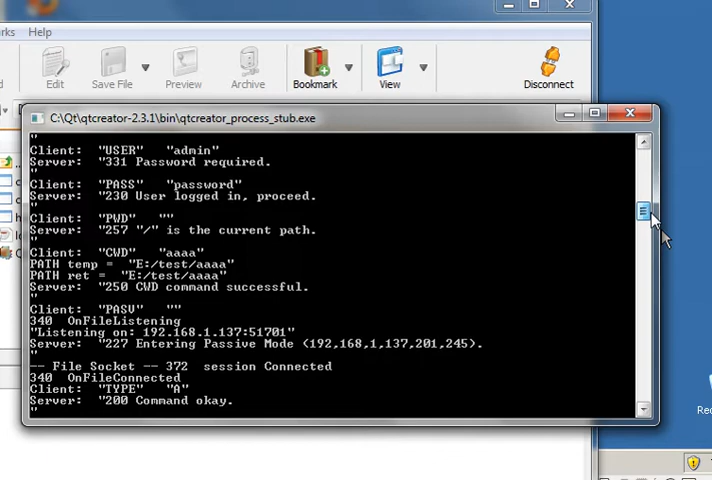 rks Help
Edit Save File Preview Archive Bookmark View Disconnect
C:\Qt\qtcreator-2.3.1\bin\qtcreator_process_stub.exe
"
Client: "USER" "admin"
Server: "331 Password required.
"
Client: "PASS" "password"
Server: "230 User logged in, proceed.
"
Client: "PWD" ""
Server: "257 "/" is the current path.
"
Client: "CWD" "aaaa"
PATH temp = "E:/test/aaaa"
PATH ret = "E:/test/aaaa"
Server: "250 CWD command successful.
"
Client: "PASV" ""
340 OnFileListening
"Listening on: 192.168.1.137:51701"
Server: "227 Entering Passive Mode (192,168,1,137,201,245).
"
-- File Socket -- 372 session Connected
340 OnFileConnected
Client: "TYPE" "A"
Server: "200 Command okay.
"
Rec